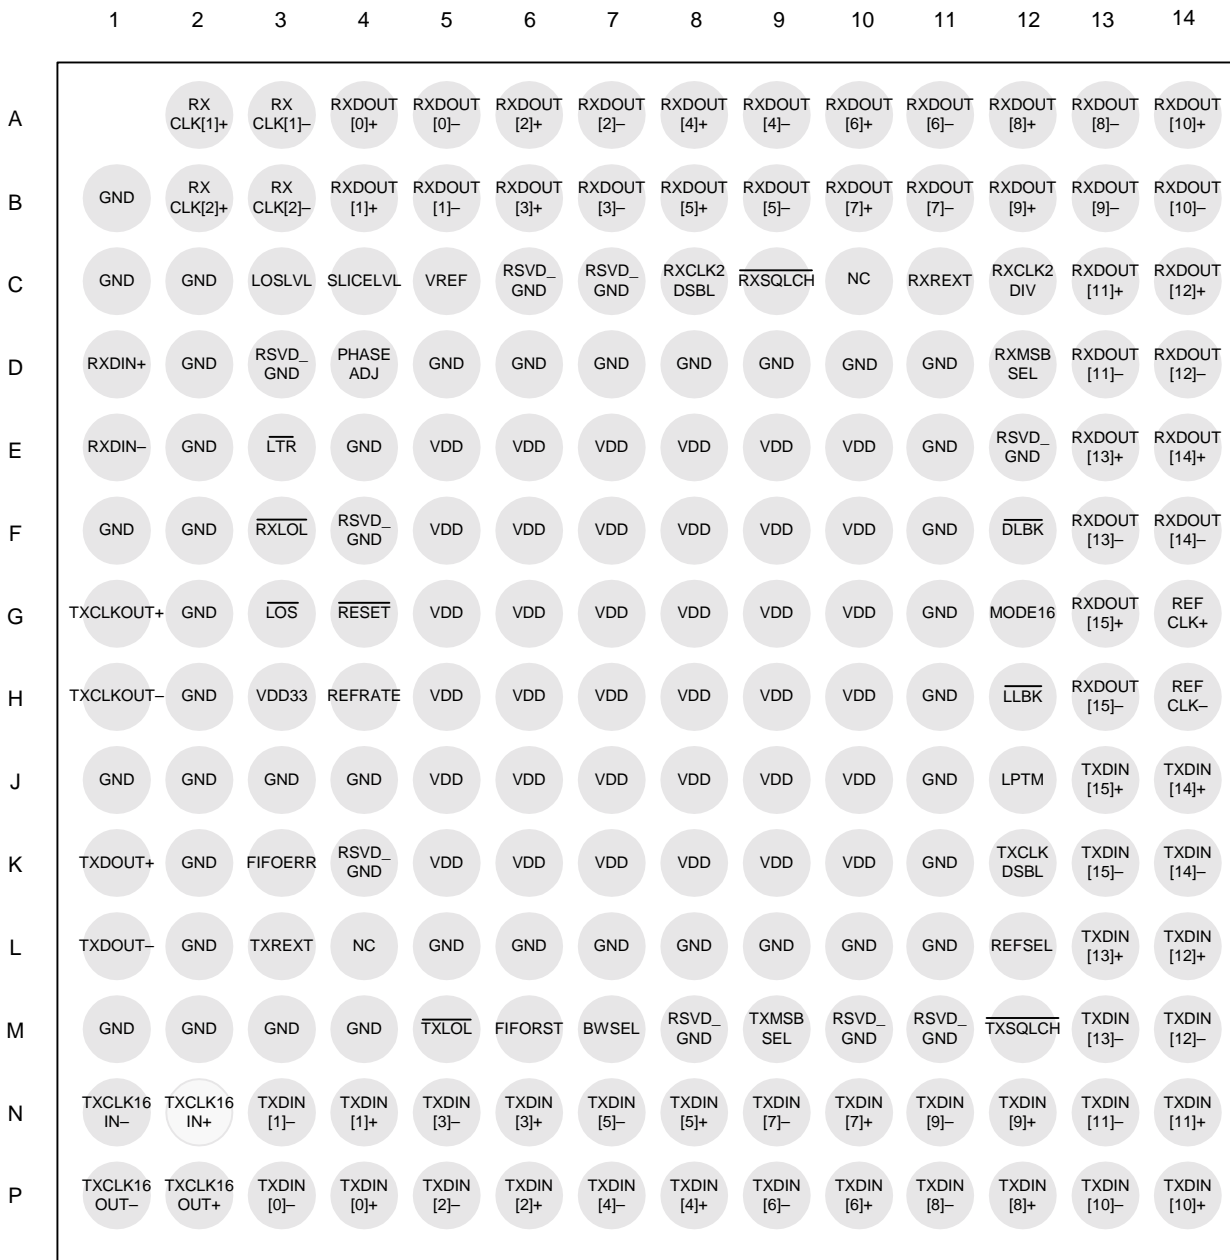 1 2 3 4 5 6 7 8 9 10 11 12 13 14
A
RX RX RXDOUT RXDOUT RXDOUT RXDOUT RXDOUT RXDOUT RXDOUT RXDOUT RXDOUT RXDOUT RXDOUT
CLK[1]+ CLK[1]– [0]+ [0]– [2]+ [2]– [4]+ [4]– [6]+ [6]– [8]+ [8]– [10]+
B
GND
RX RX RXDOUT RXDOUT RXDOUT RXDOUT RXDOUT RXDOUT RXDOUT RXDOUT RXDOUT RXDOUT RXDOUT
CLK[2]+ CLK[2]– [1]+ [1]– [3]+ [3]– [5]+ [5]– [7]+ [7]– [9]+ [9]– [10]–
C
GND GND LOSLVL SLICELVL VREF RSVD_ RSVD_ RXCLK2 RXSQLCH NC RXREXT RXCLK2 RXDOUT RXDOUT
GND GND DSBL DIV [11]+ [12]+
D
RXDIN+ GND RSVD_ PHASE GND GND GND GND GND GND GND RXMSB RXDOUT RXDOUT
GND ADJ SEL [11]– [12]–
E
RXDIN– GND LTR GND VDD VDD VDD VDD VDD VDD GND RSVD_ RXDOUT RXDOUT
GND [13]+ [14]+
F
GND GND RXLOL RSVD_ VDD VDD VDD VDD VDD VDD GND DLBK RXDOUT RXDOUT
GND [13]– [14]–
G
TXCLKOUT+ GND LOS RESET VDD VDD VDD VDD VDD VDD GND MODE16 RXDOUT REF
[15]+ CLK+
H
TXCLKOUT– GND VDD33 REFRATE VDD VDD VDD VDD VDD VDD GND LLBK RXDOUT REF
[15]– CLK–
J
GND GND GND GND VDD VDD VDD VDD VDD VDD GND LPTM TXDIN TXDIN
[15]+ [14]+
K
TXDOUT+ GND FIFOERR RSVD_ VDD VDD VDD VDD VDD VDD GND TXCLK TXDIN TXDIN
GND DSBL [15]– [14]–
L
TXDOUT– GND TXREXT NC GND GND GND GND GND GND GND REFSEL TXDIN TXDIN
[13]+ [12]+
M
GND GND GND GND TXLOL FIFORST BWSEL RSVD_ TXMSB RSVD_ RSVD_ TXSQLCH TXDIN TXDIN
GND SEL GND GND [13]– [12]–
N
TXCLK16 TXCLK16 TXDIN TXDIN TXDIN TXDIN TXDIN TXDIN TXDIN TXDIN TXDIN TXDIN TXDIN TXDIN
IN– IN+ [1]– [1]+ [3]– [3]+ [5]– [5]+ [7]– [7]+ [9]– [9]+ [11]– [11]+
P
TXCLK16 TXCLK16 TXDIN TXDIN TXDIN TXDIN TXDIN TXDIN TXDIN TXDIN TXDIN TXDIN TXDIN TXDIN
OUT– OUT+ [0]– [0]+ [2]– [2]+ [4]– [4]+ [6]– [6]+ [8]– [8]+ [10]– [10]+